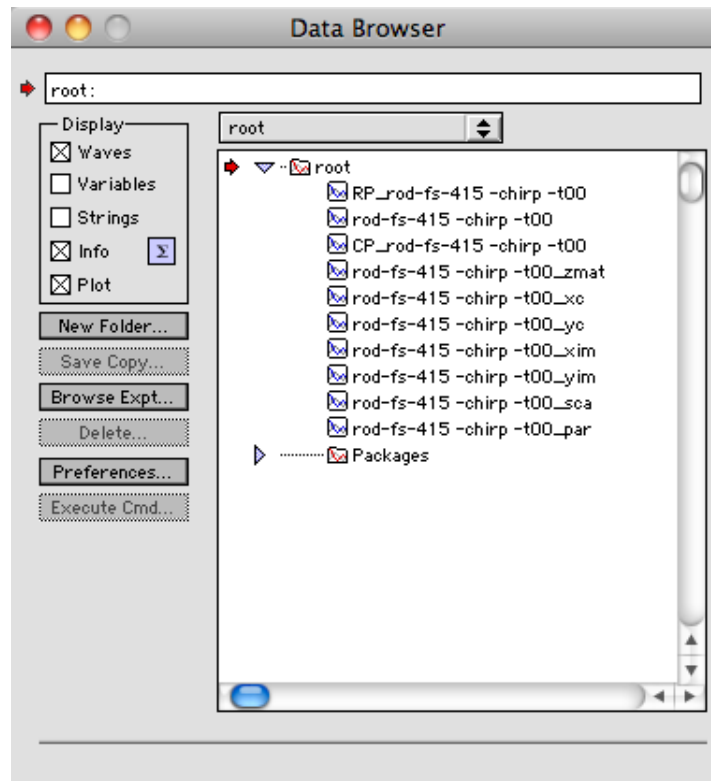 Data Browser
root:
Display
Waves
Variables
Strings
Info Σ
Plot
New Folder...
Save Copy...
Browse Expt...
Delete...
Preferences...
Execute Cmd...
root
root
RP_rod-fs-415 -chirp -t00
rod-fs-415 -chirp -t00
CP_rod-fs-415 -chirp -t00
rod-fs-415 -chirp -t00_zmat
rod-fs-415 -chirp -t00_xc
rod-fs-415 -chirp -t00_yc
rod-fs-415 -chirp -t00_xim
rod-fs-415 -chirp -t00_yim
rod-fs-415 -chirp -t00_sca
rod-fs-415 -chirp -t00_par
Packages